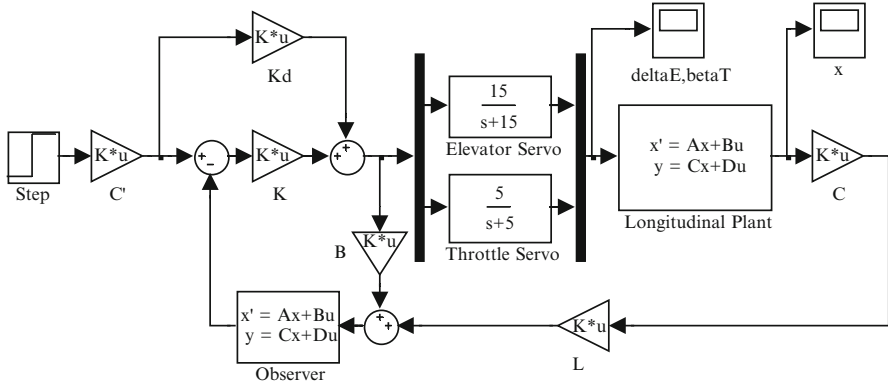 K*u
Kd
deltaE,betaT
x
Step
K*u
C'
+
−
K*u
K
+
+
15
s+15
Elevator Servo
5
s+5
Throttle Servo
x' = Ax+Bu
y = Cx+Du
Longitudinal Plant
K*u
C
B
K*u
x' = Ax+Bu
y = Cx+Du
Observer
+
+
K*u
L